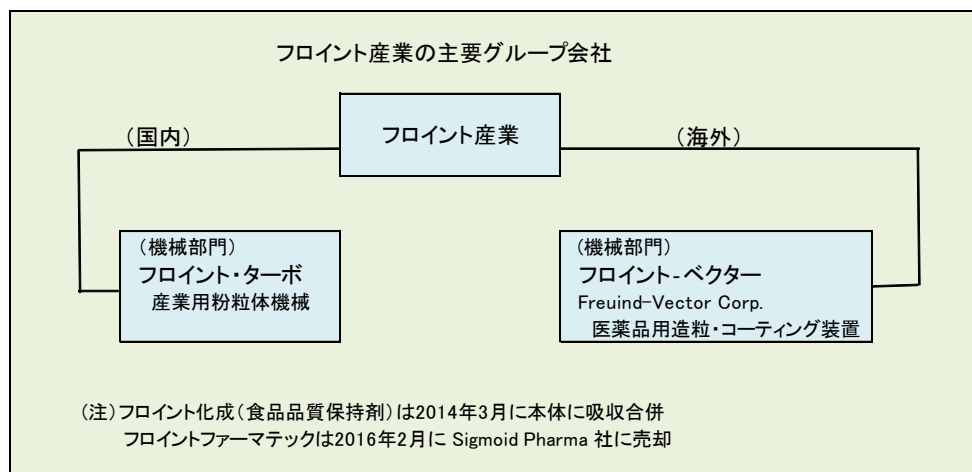 フロイント産業の主要グループ会社
フロイント産業
（国内）
（海外）
（機械部門）
フロイント・ターボ
産業用粉粒体機械
（機械部門）
フロイント-ベクター
Freuind-Vector Corp.
医薬品用造粒・コーティング装置
（注）フロイント化成（食品品質保持剤）は2014年3月に本体に吸収合併
フロイントファーマテックは2016年2月に Sigmoid Pharma 社に売却